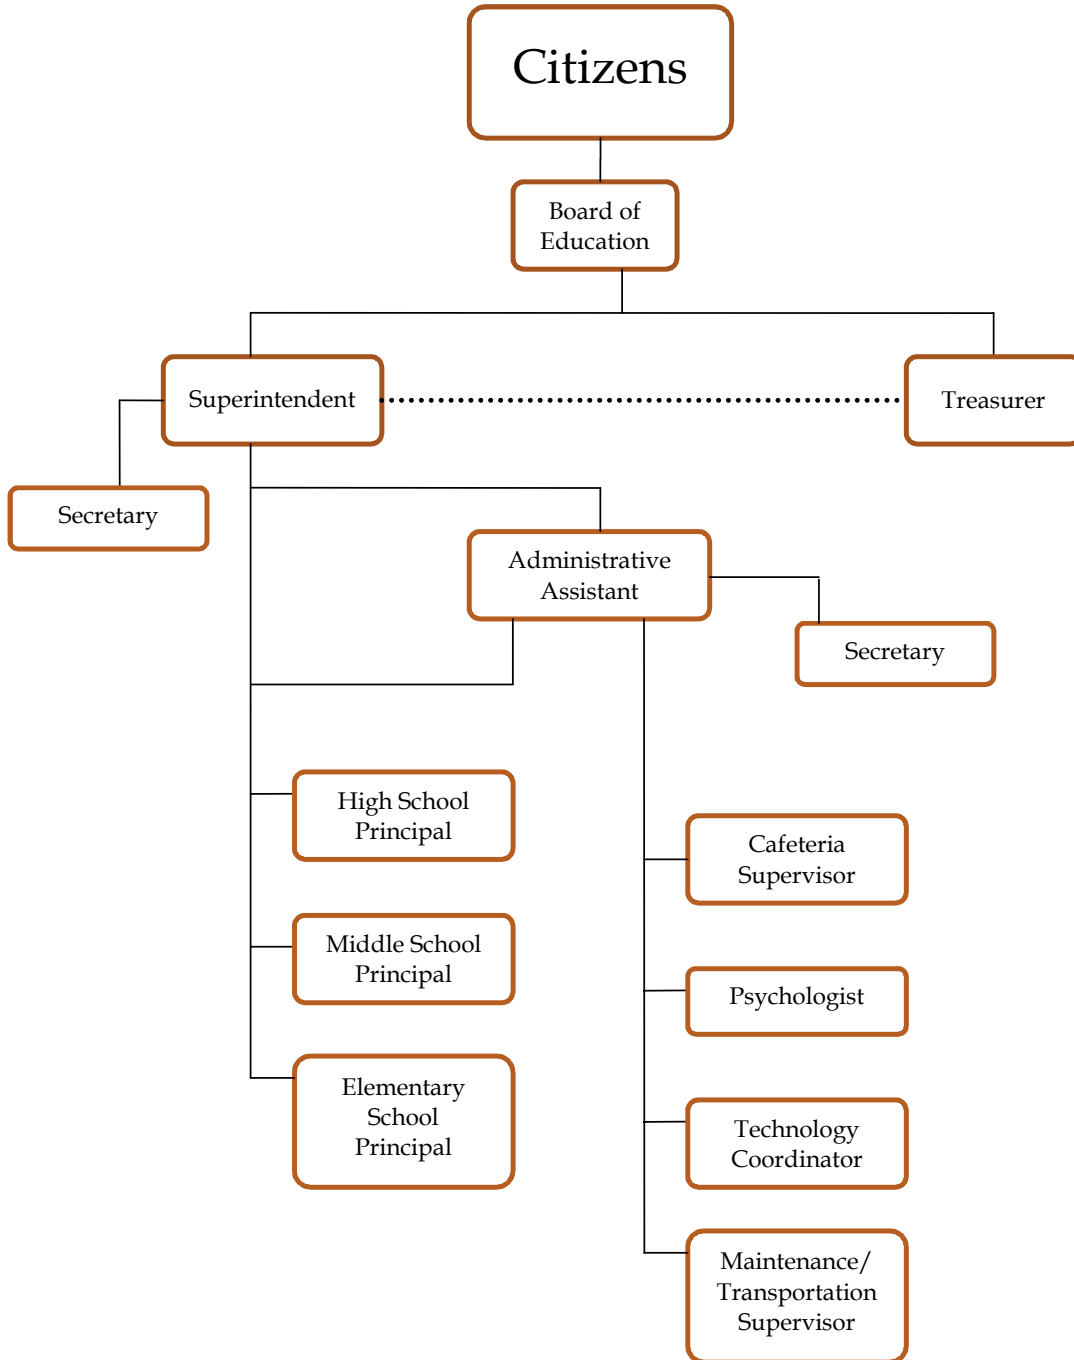 Citizens
Board of
Education
Superintendent
Treasurer
Secretary
Administrative
Assistant
Secretary
High School
Principal
Cafeteria
Supervisor
Middle School
Principal
Psychologist
Elementary
School
Principal
Technology
Coordinator
Maintenance/
Transportation
Supervisor